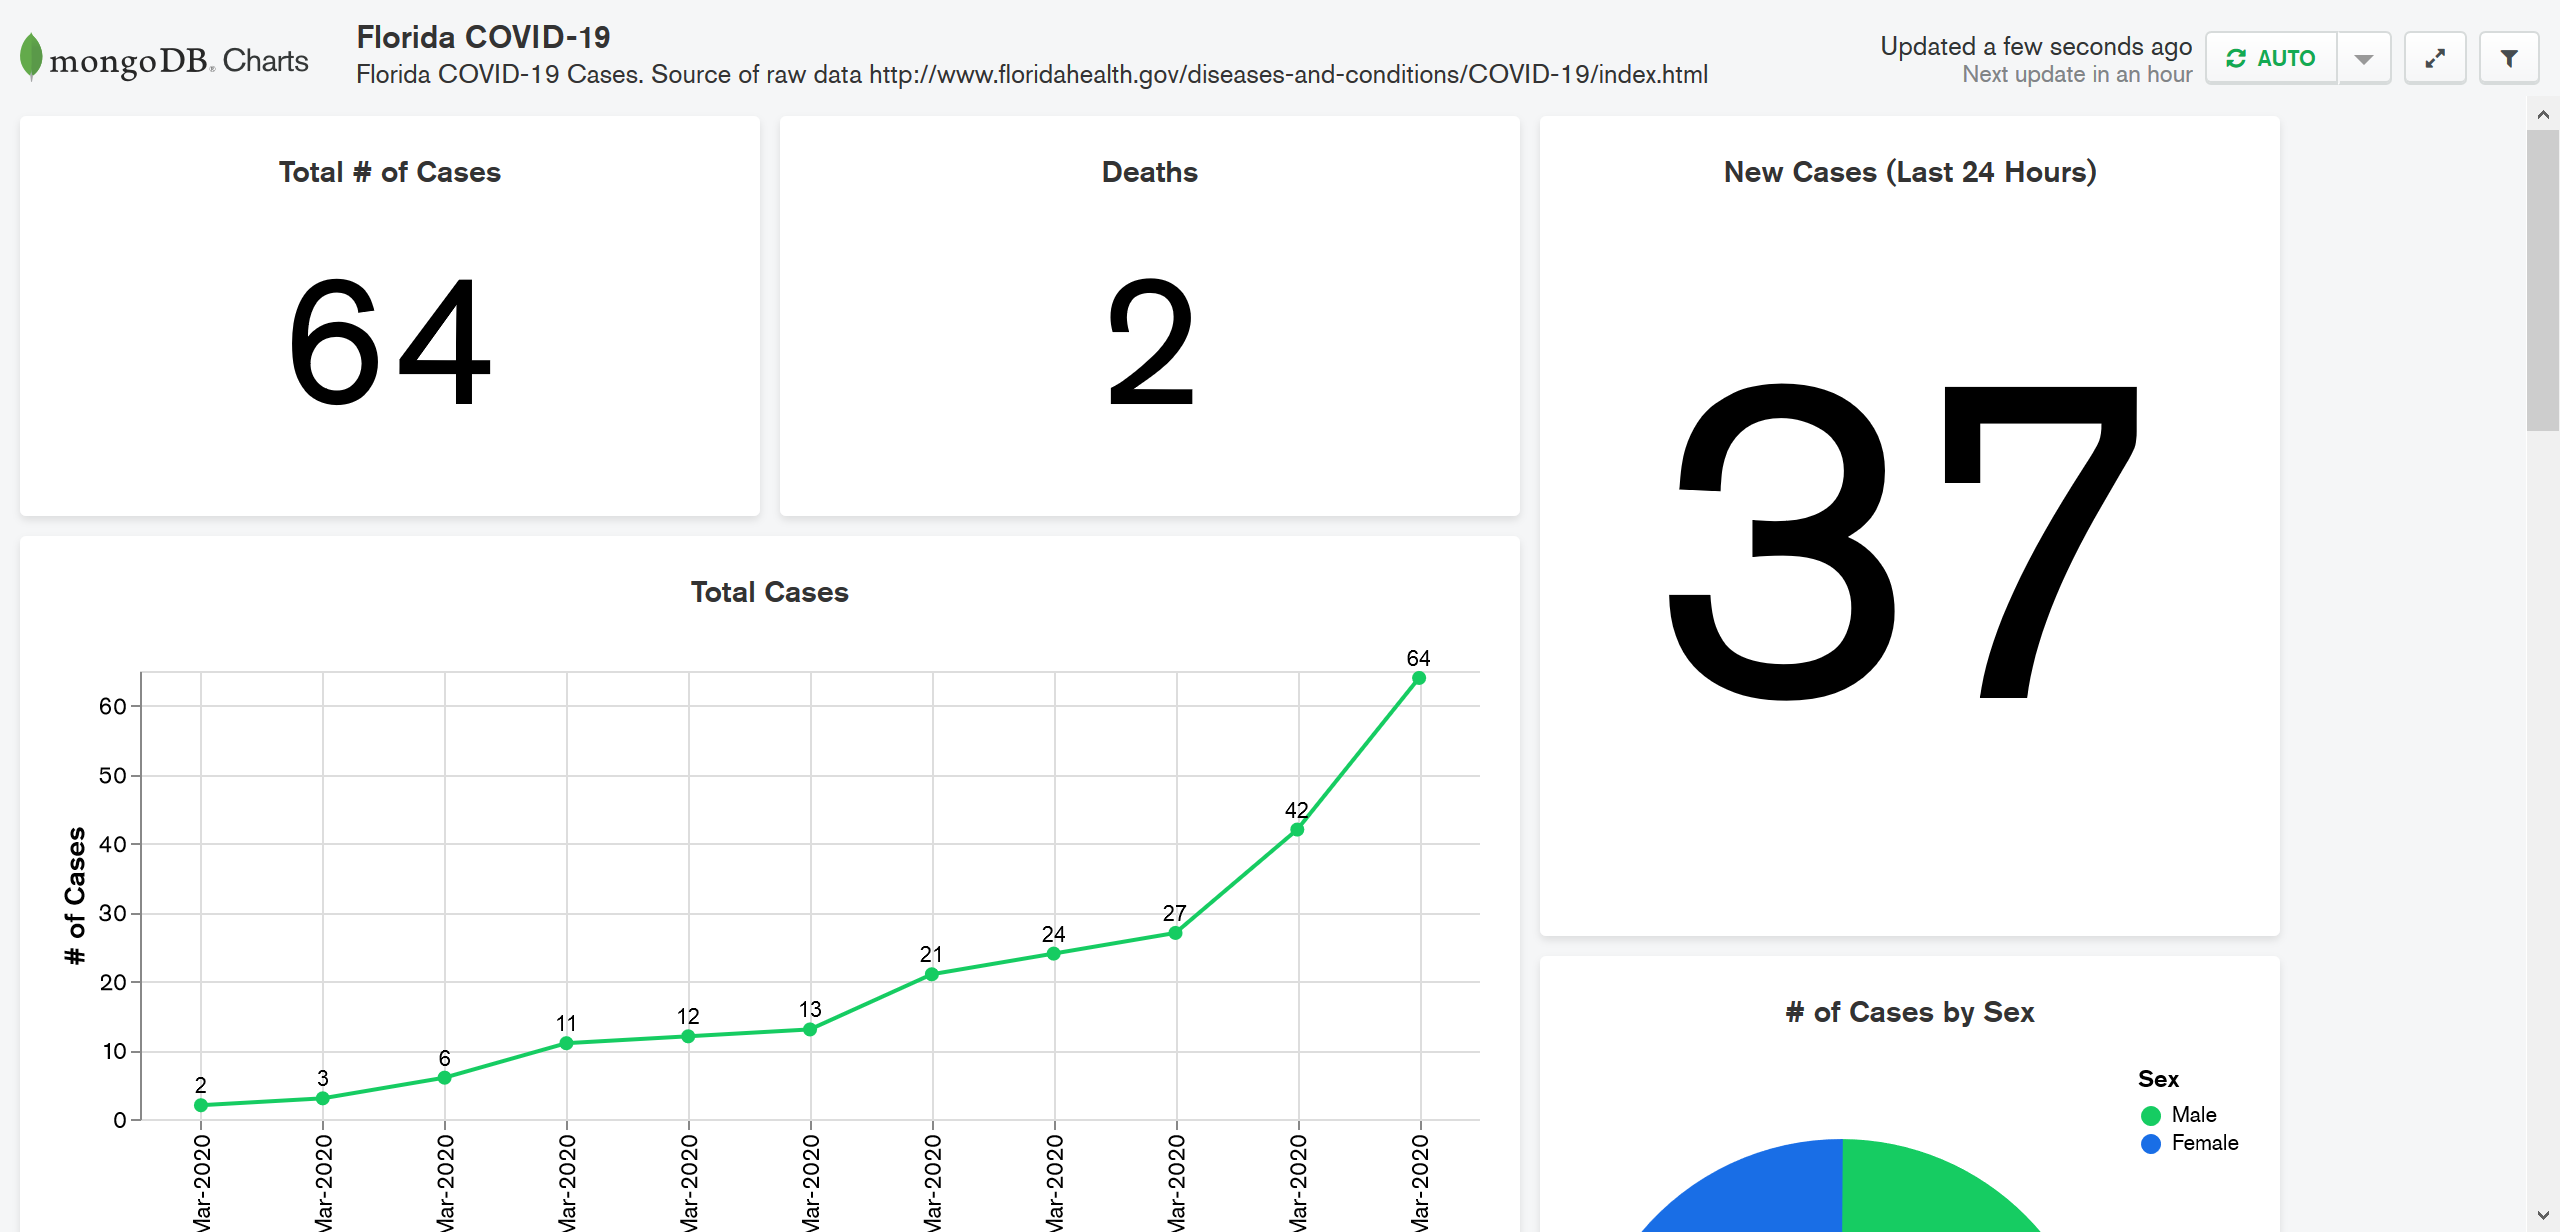 mongoDB® Charts
Florida COVID-19
Florida COVID-19 Cases. Source of raw data http://www.floridahealth.gov/diseases-and-conditions/COVID-19/index.html
Updated a few seconds ago
Next update in an hour
AUTO
Total # of Cases
64
Deaths
2
New Cases (Last 24 Hours)
37
Total Cases
# of Cases
60
50
40
30
20
10
0
2
3
6
11
12
13
21
24
27
42
64
Mar-2020
Mar-2020
Mar-2020
Mar-2020
Mar-2020
Mar-2020
Mar-2020
Mar-2020
Mar-2020
Mar-2020
Mar-2020
# of Cases by Sex
Sex
Male
Female